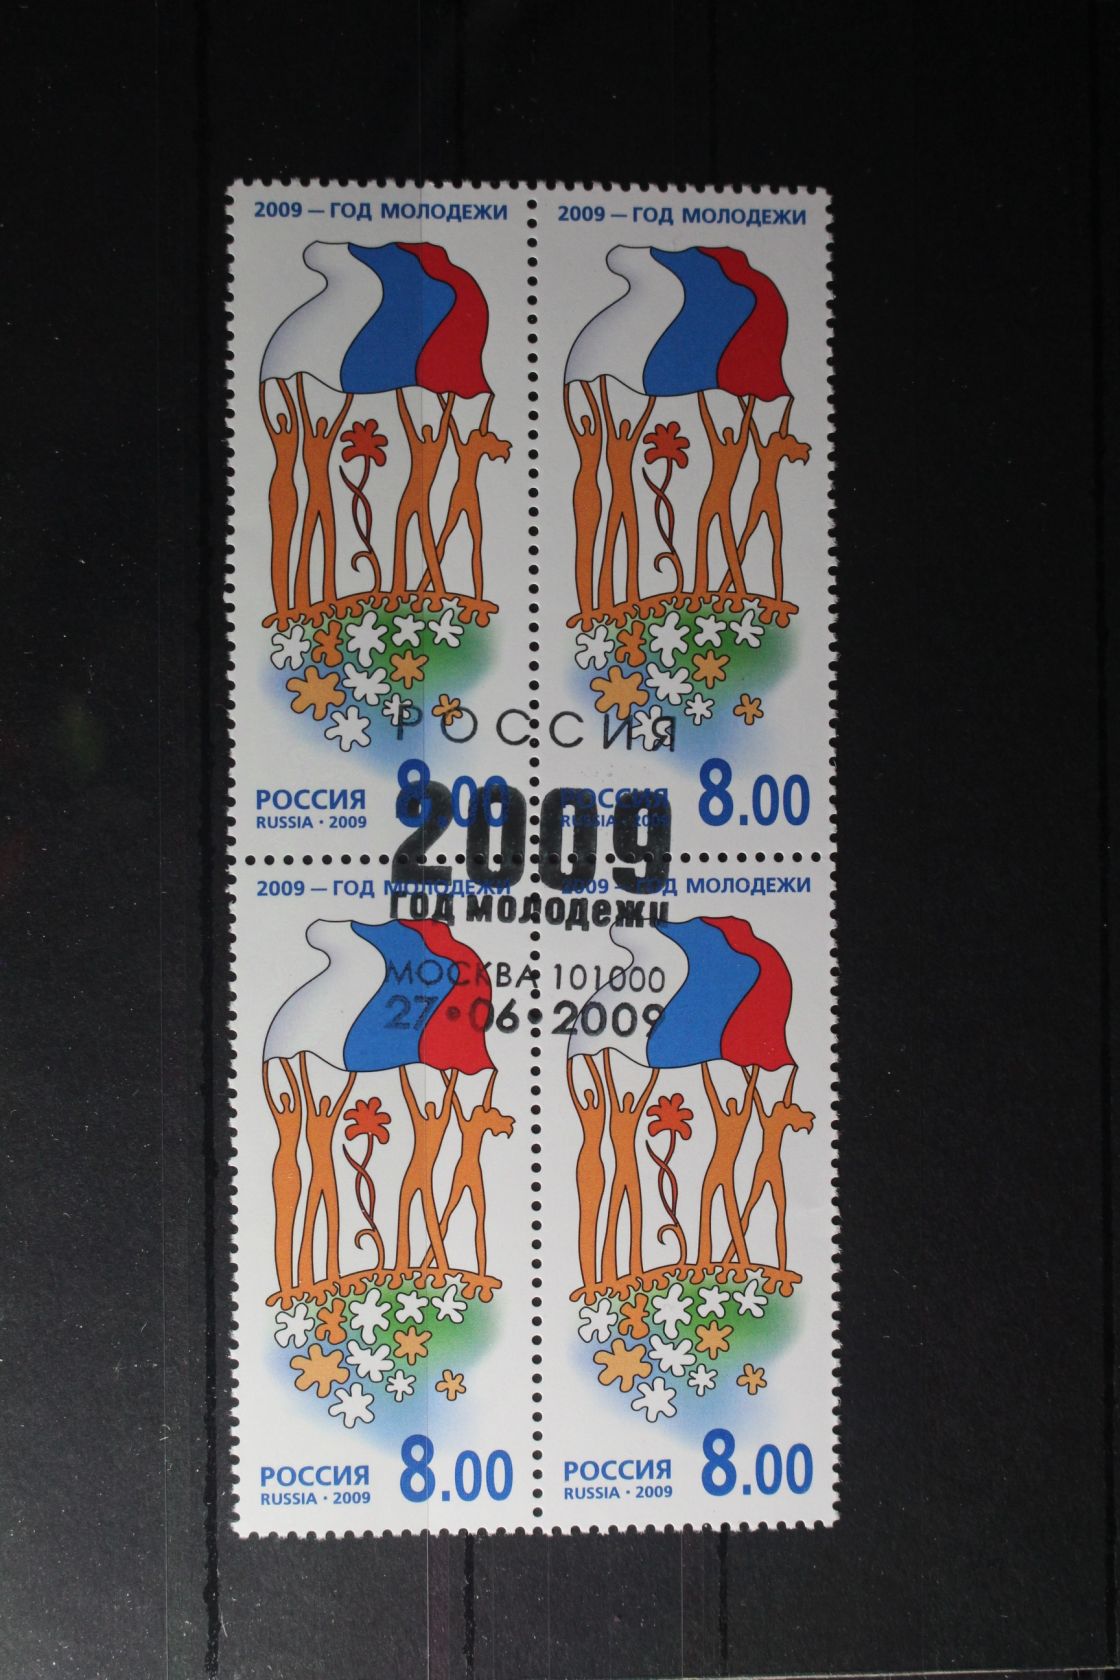 2009 — ГОД МОЛОДЕЖИ
2009 — ГОД МОЛОДЕЖИ
РОССИЯ
РОССИЯ 8.00
RUSSIA · 2009
РОССИЯ 8.00
RUSSIA · 2009
2009
2009 — ГОД МОЛОДЕЖИ
2009 — ГОД МОЛОДЕЖИ
год молодежи
МОСКВА 101000
27•06•2009
РОССИЯ 8.00
RUSSIA · 2009
РОССИЯ 8.00
RUSSIA · 2009